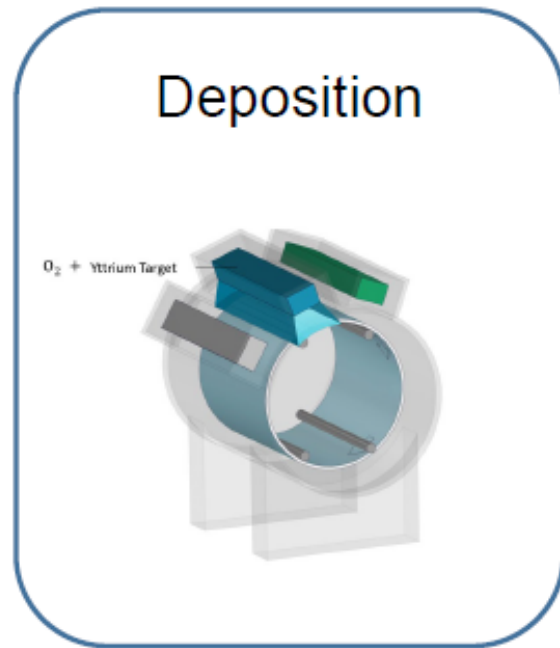 Deposition
O₂ + Yttrium Target